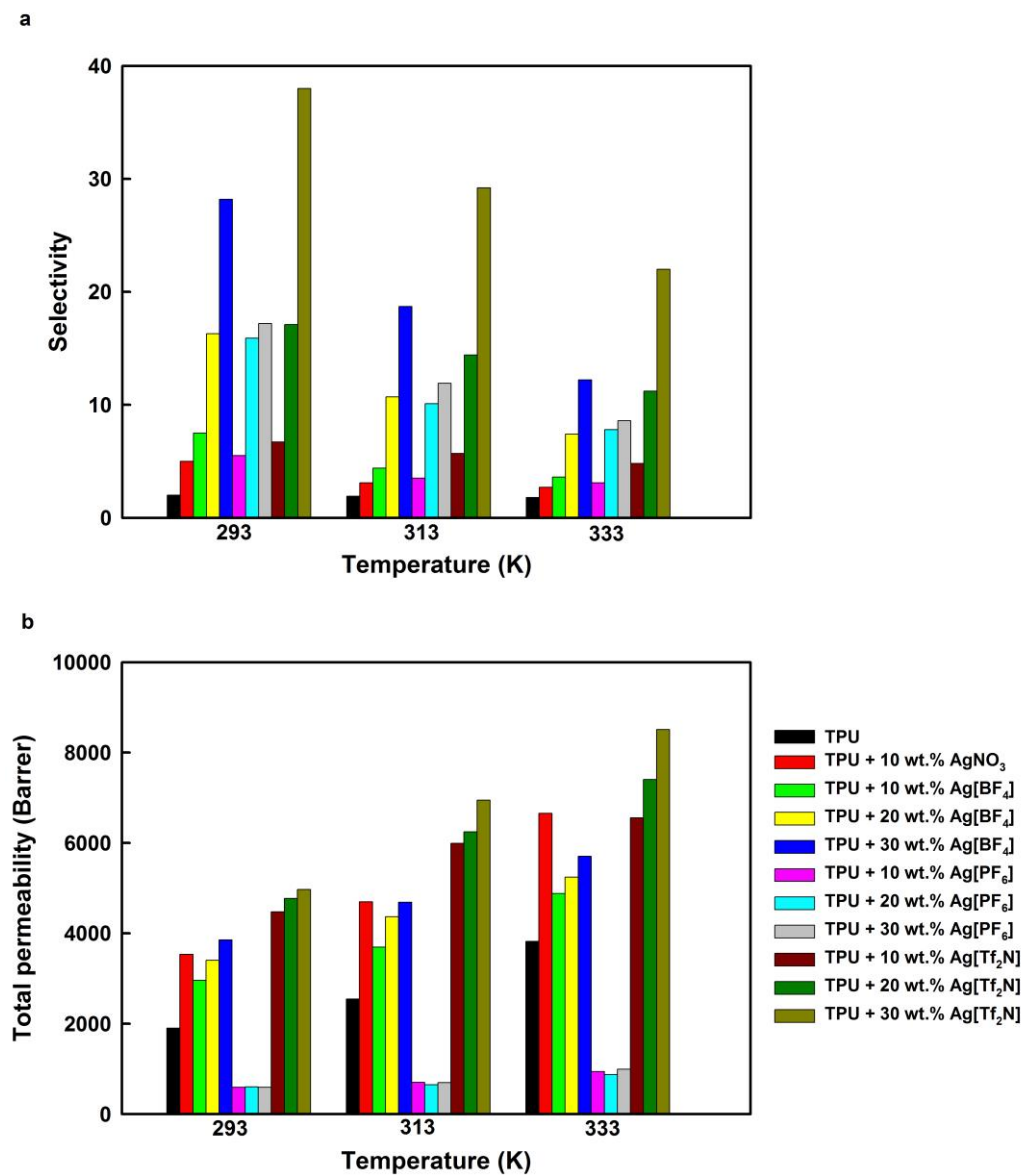 a
40
30
20
10
0
Selectivity
293 313 333
Temperature (K)
b
10000
8000
6000
4000
2000
0
Total permeability (Barrer)
293 313 333
Temperature (K)
TPU
TPU + 10 wt.% AgNO₃
TPU + 10 wt.% Ag[BF₄]
TPU + 20 wt.% Ag[BF₄]
TPU + 30 wt.% Ag[BF₄]
TPU + 10 wt.% Ag[PF₆]
TPU + 20 wt.% Ag[PF₆]
TPU + 30 wt.% Ag[PF₆]
TPU + 10 wt.% Ag[Tf₂N]
TPU + 20 wt.% Ag[Tf₂N]
TPU + 30 wt.% Ag[Tf₂N]